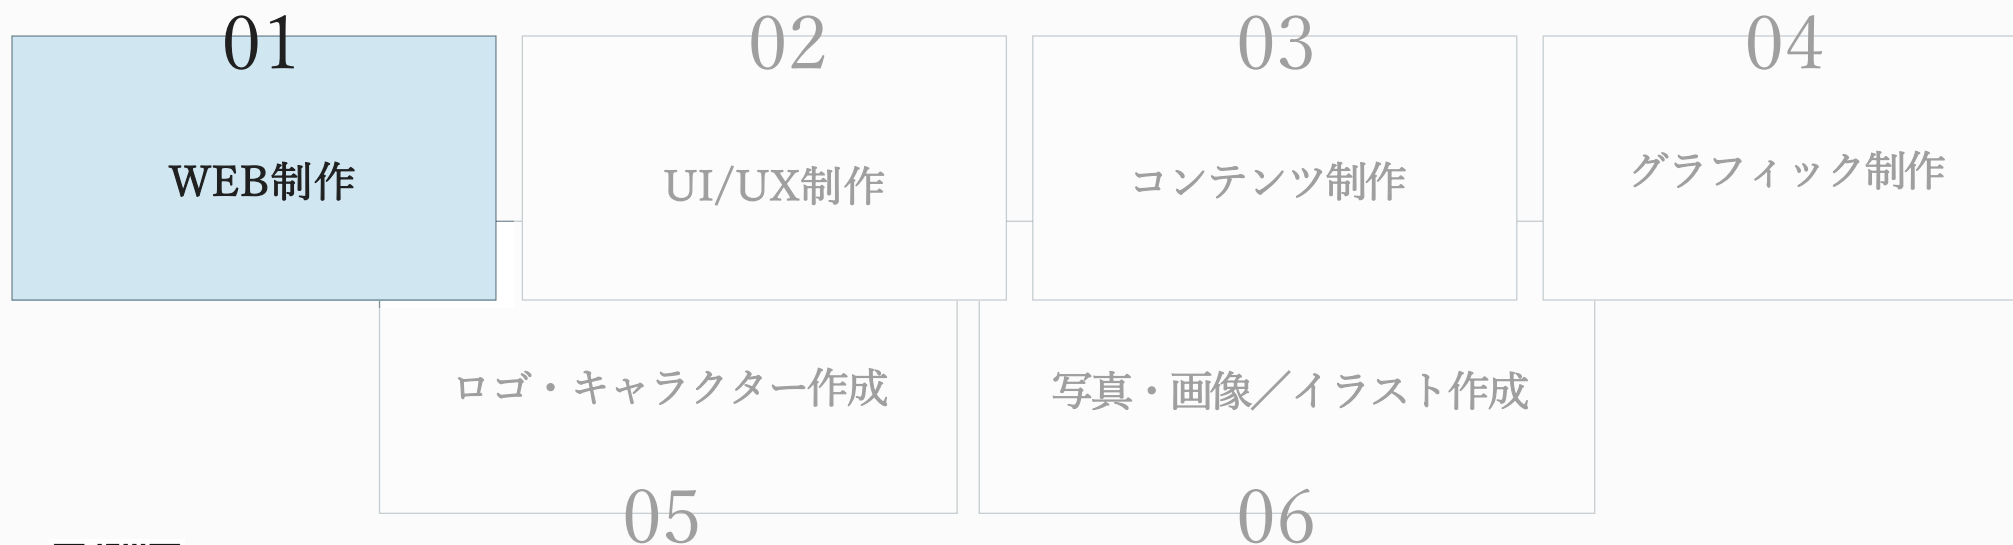 01
WEB制作
02
UI/UX制作
03
コンテンツ制作
04
グラフィック制作
ロゴ・キャラクター作成
05
写真・画像／イラスト作成
06